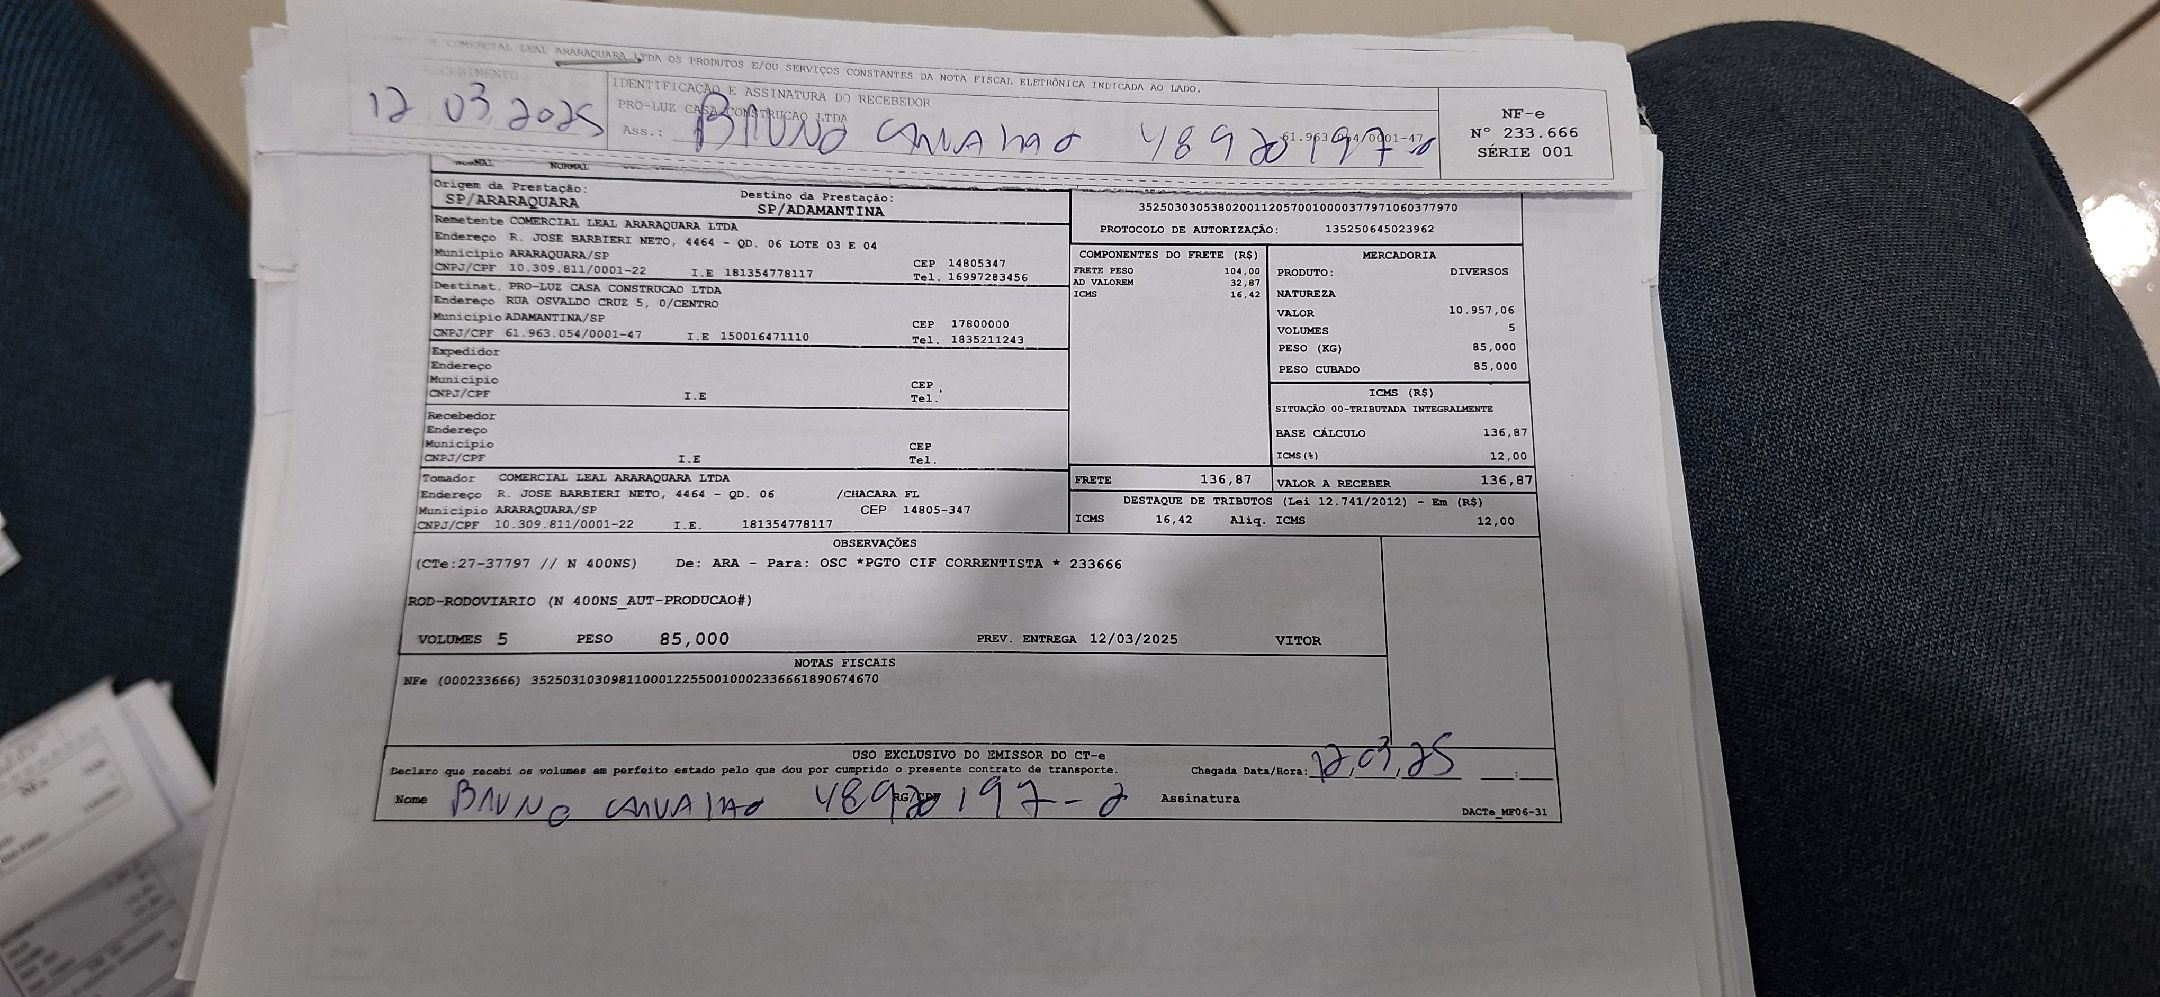 COMERCIAL LEAL ARARAQUARA LTDA OS PRODUTOS E/OU SERVIÇOS CONSTANTES DA NOTA FISCAL ELETRÔNICA INDICADA AO LADO.
12 03 2025
IDENTIFICAÇÃO E ASSINATURA DO RECEBEDOR
PRO-LUZ CASA CONSTRUCAO LTDA
Ass.: BRUNO CARVALHO 48920197-2
NF-e
Nº 233.666
SÉRIE 001
NORMAL NORMAL
Origem da Prestação: Destino da Prestação:
SP/ARARAQUARA SP/ADAMANTINA
Remetente COMERCIAL LEAL ARARAQUARA LTDA
Endereço R. JOSE BARBIERI NETO, 4464 - QD. 06 LOTE 03 E 04
Município ARARAQUARA/SP CEP 14805347
CNPJ/CPF 10.309.811/0001-22 I.E 181354778117 Tel. 16997283456
Destinat. PRO-LUZ CASA CONSTRUCAO LTDA
Endereço RUA OSVALDO CRUZ 5, 0/CENTRO
Município ADAMANTINA/SP CEP 17800000
CNPJ/CPF 61.963.054/0001-47 I.E 150016471110 Tel. 1835211243
Expedidor
Endereço
Município CEP
CNPJ/CPF I.E Tel.
Recebedor
Endereço
Município CEP
CNPJ/CPF I.E Tel.
Tomador COMERCIAL LEAL ARARAQUARA LTDA
Endereço R. JOSE BARBIERI NETO, 4464 - QD. 06 /CHACARA FL
Município ARARAQUARA/SP CEP 14805-347
CNPJ/CPF 10.309.811/0001-22 I.E. 181354778117
35250303053802001120570010000377971060377970
PROTOCOLO DE AUTORIZAÇÃO: 135250645023962
COMPONENTES DO FRETE (R$)
FRETE PESO 104,00
AD VALOREM 32,87
ICMS 16,42
MERCADORIA
PRODUTO: DIVERSOS
NATUREZA
VALOR 10.957,06
VOLUMES 5
PESO (KG) 85,000
PESO CUBADO 85,000
ICMS (R$)
SITUAÇÃO 00-TRIBUTADA INTEGRALMENTE
BASE CÁLCULO 136,87
ICMS(%) 12,00
FRETE 136,87 VALOR A RECEBER 136,87
DESTAQUE DE TRIBUTOS (Lei 12.741/2012) - Em (R$)
ICMS 16,42 Aliq. ICMS 12,00
OBSERVAÇÕES
(CTe:27-37797 // N 400NS) De: ARA - Para: OSC *PGTO CIF CORRENTISTA * 233666
ROD-RODOVIARIO (N 400NS_AUT-PRODUCAO#)
VOLUMES 5 PESO 85,000 PREV. ENTREGA 12/03/2025 VITOR
NOTAS FISCAIS
NFe (000233666) 35250310309811000122550010002336661890674670
USO EXCLUSIVO DO EMISSOR DO CT-e
Declaro que recebi os volumes em perfeito estado pelo que dou por cumprido o presente contrato de transporte. Chegada Data/Hora: 12,03,25
Nome BRUNO CARVALHO RG/CPF 48920197-2 Assinatura
DACTe_MF06-31